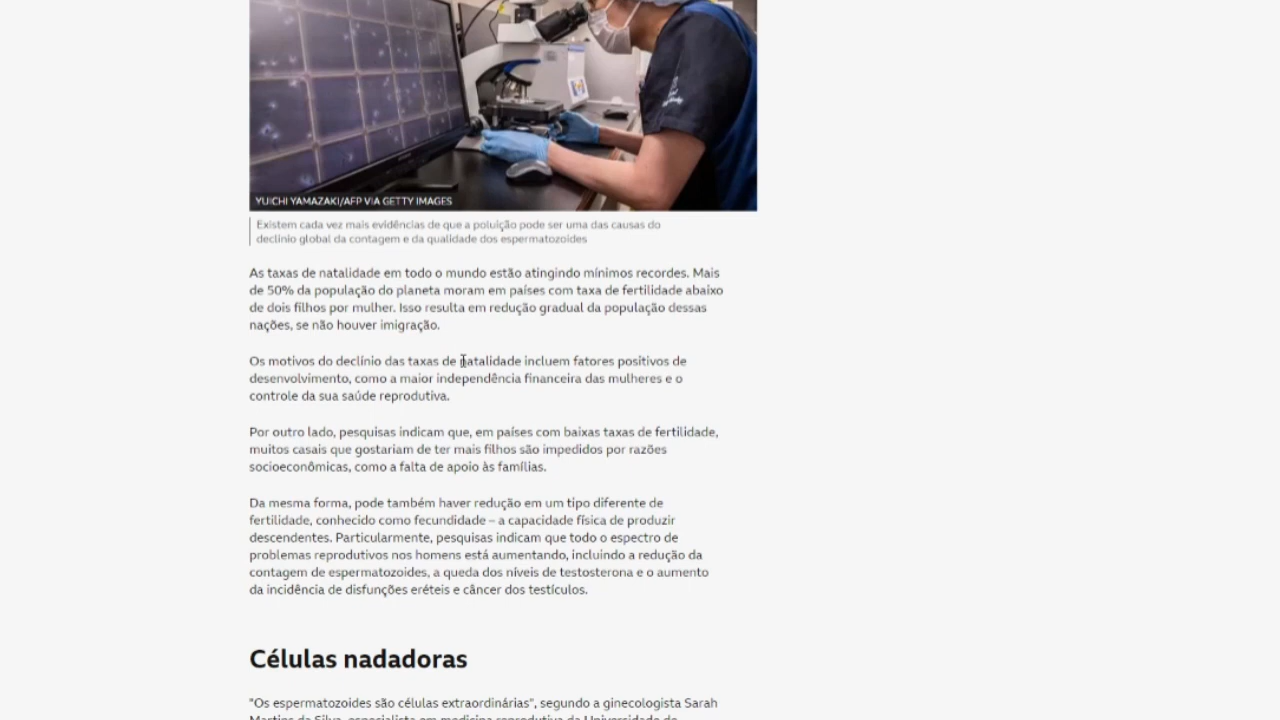 YUICHI YAMAZAKI/AFP VIA GETTY IMAGES
Existem cada vez mais evidências de que a poluição pode ser uma das causas do
declínio global da contagem e da qualidade dos espermatozoides
As taxas de natalidade em todo o mundo estão atingindo mínimos recordes. Mais
de 50% da população do planeta moram em países com taxa de fertilidade abaixo
de dois filhos por mulher. Isso resulta em redução gradual da população dessas
nações, se não houver imigração.
Os motivos do declínio das taxas de natalidade incluem fatores positivos de
desenvolvimento, como a maior independência financeira das mulheres e o
controle da sua saúde reprodutiva.
Por outro lado, pesquisas indicam que, em países com baixas taxas de fertilidade,
muitos casais que gostariam de ter mais filhos são impedidos por razões
socioeconômicas, como a falta de apoio às famílias.
Da mesma forma, pode também haver redução em um tipo diferente de
fertilidade, conhecido como fecundidade – a capacidade física de produzir
descendentes. Particularmente, pesquisas indicam que todo o espectro de
problemas reprodutivos nos homens está aumentando, incluindo a redução da
contagem de espermatozoides, a queda dos níveis de testosterona e o aumento
da incidência de disfunções eréteis e câncer dos testículos.
Células nadadoras
"Os espermatozoides são células extraordinárias", segundo a ginecologista Sarah
Martins da Silva, especialista em medicina reprodutiva da Universidade de